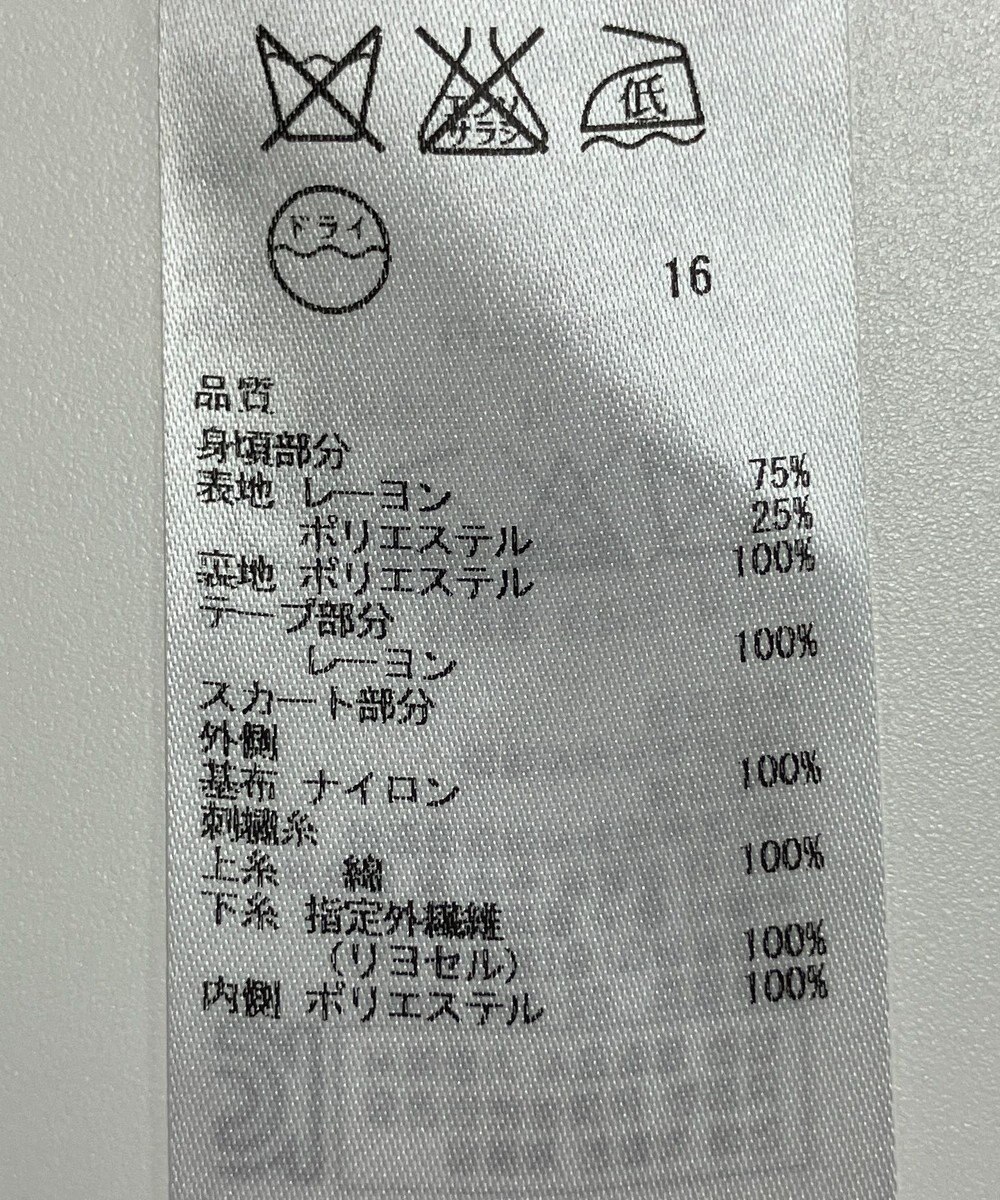 エンソ
サラシ
低
ドライ
16
品質
身頃部分
表地 レーヨン 75%
ポリエステル 25%
裏地 ポリエステル 100%
テープ部分
レーヨン 100%
スカート部分
外側
基布 ナイロン 100%
刺繍糸
上糸 綿 100%
下糸 指定外繊維
(リヨセル) 100%
内側 ポリエステル 100%